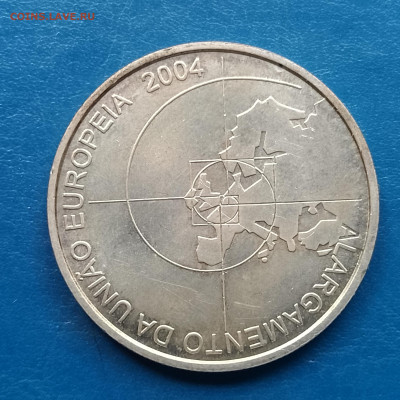 ALARGAMENTO DA UNIÃO EUROPEIA 2004